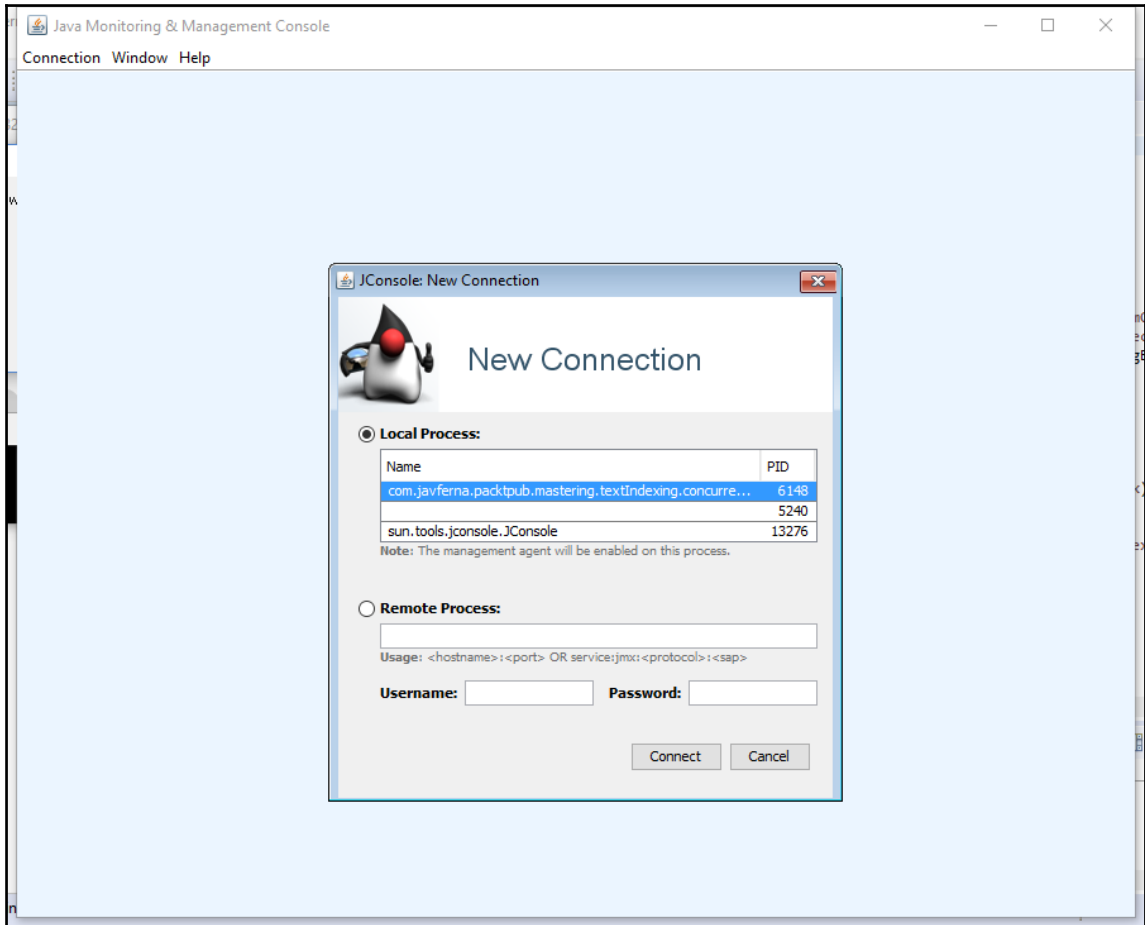 Java Monitoring & Management Console
Connection Window Help
JConsole: New Connection
New Connection
Local Process:
Name PID
com.javferna.packtpub.mastering.textIndexing.concurre... 6148
5240
sun.tools.jconsole.JConsole 13276
Note: The management agent will be enabled on this process.
Remote Process:
Usage: <hostname>:<port> OR service:jmx:<protocol>:<sap>
Username: Password:
Connect Cancel